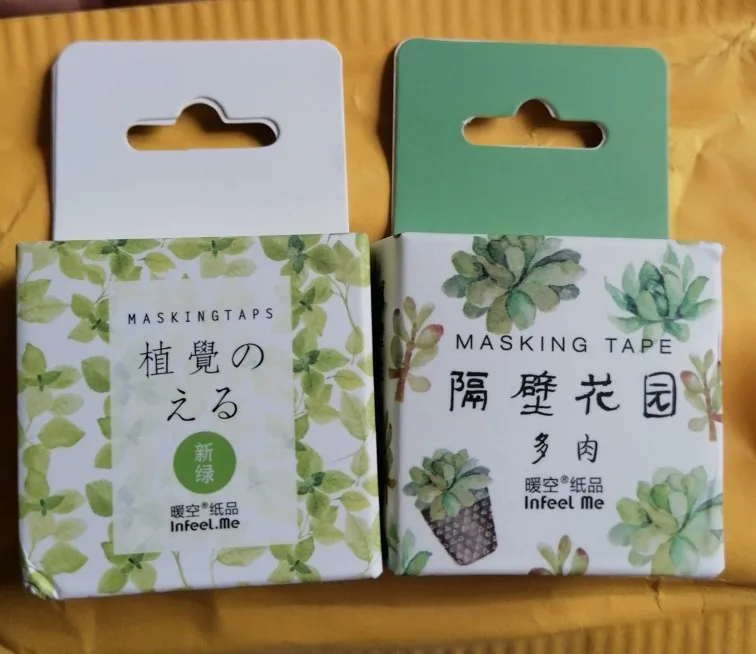 MASKINGTAPS
植覺の
える
新
绿
暖空®纸品
Infeel.Me
MASKING TAPE
隔壁花园
多肉
暖空®纸品
Infeel Me